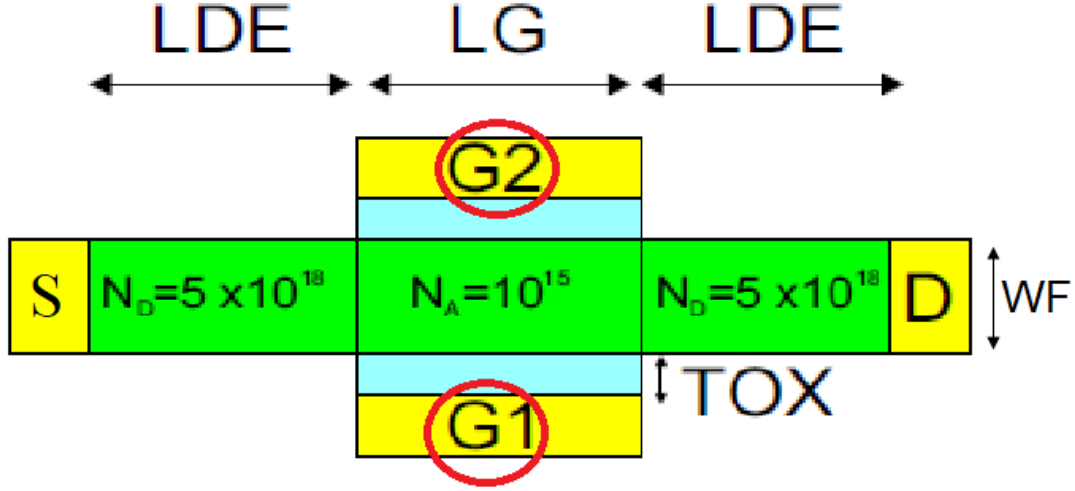 LDE LG LDE
G2
S N_D=5 x10^18 N_A=10^15 N_D=5 x10^18 D WF
TOX
G1